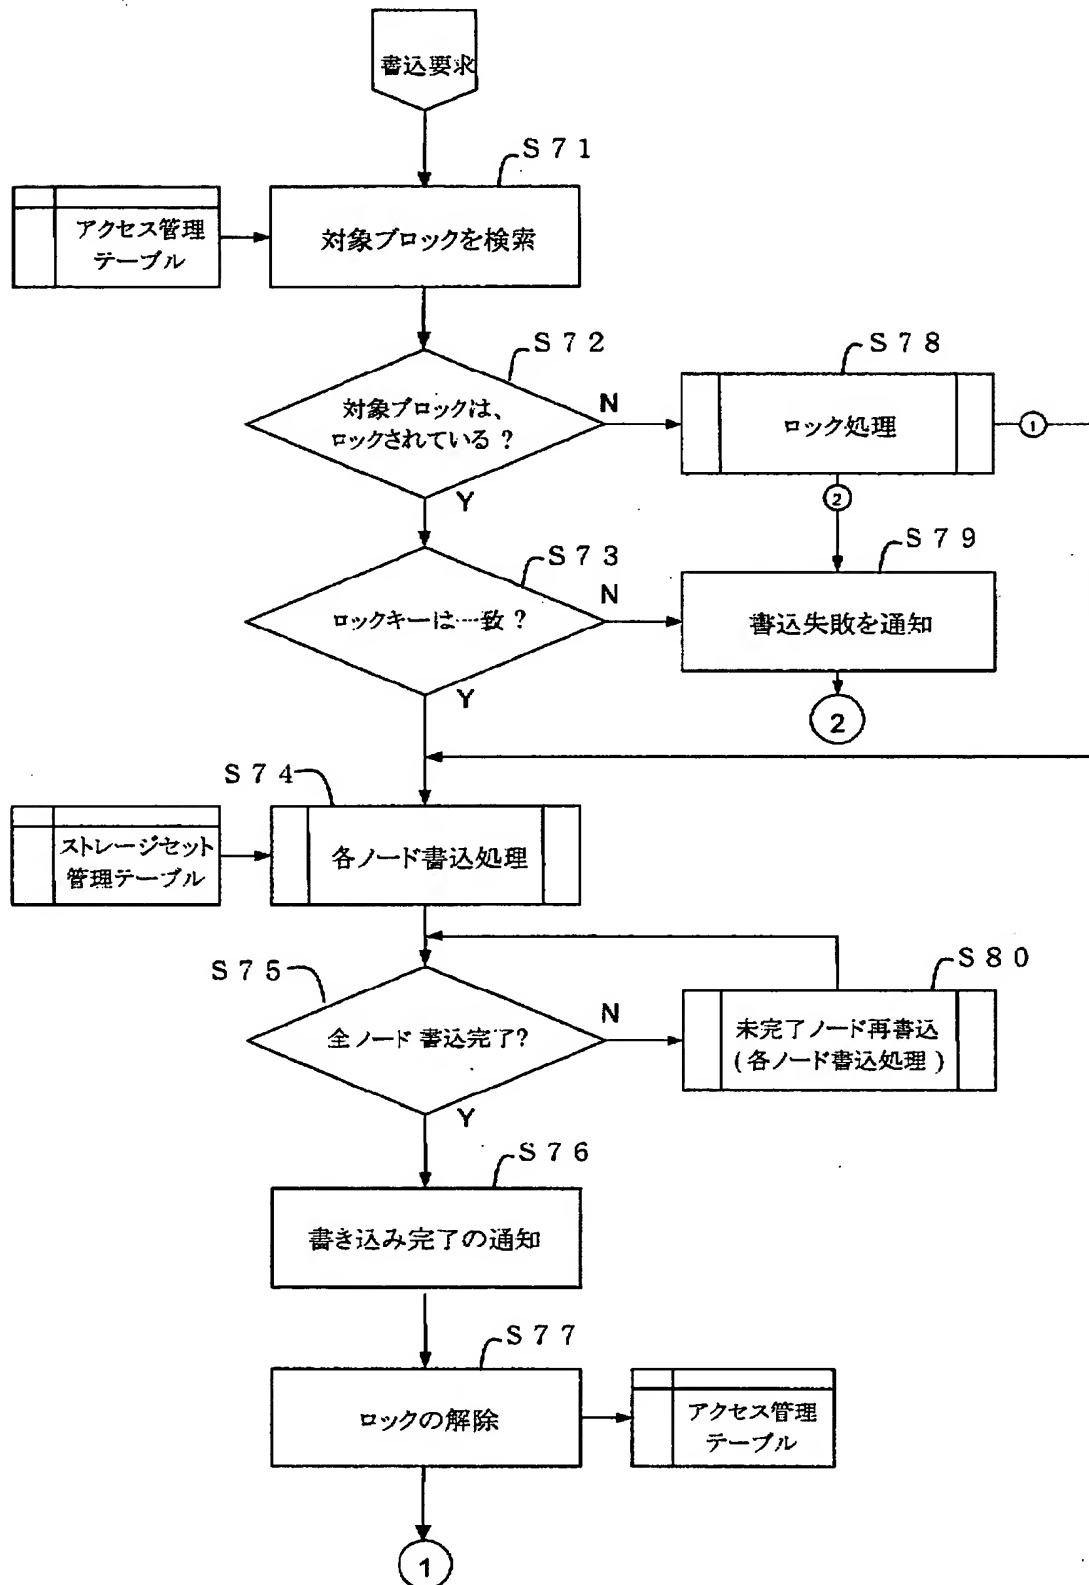 書込要求
S71
アクセス管理
テーブル
対象ブロックを検索
S72
対象ブロックは、
ロックされている?
N
Y
S78
ロック処理
1
2
S73
ロックキーは一致?
N
Y
S79
書込失敗を通知
2
S74
ストレージセット
管理テーブル
各ノード書込処理
S75
全ノード書込完了?
N
Y
S80
未完了ノード再書込
(各ノード書込処理)
S76
書き込み完了の通知
S77
ロックの解除
アクセス管理
テーブル
1